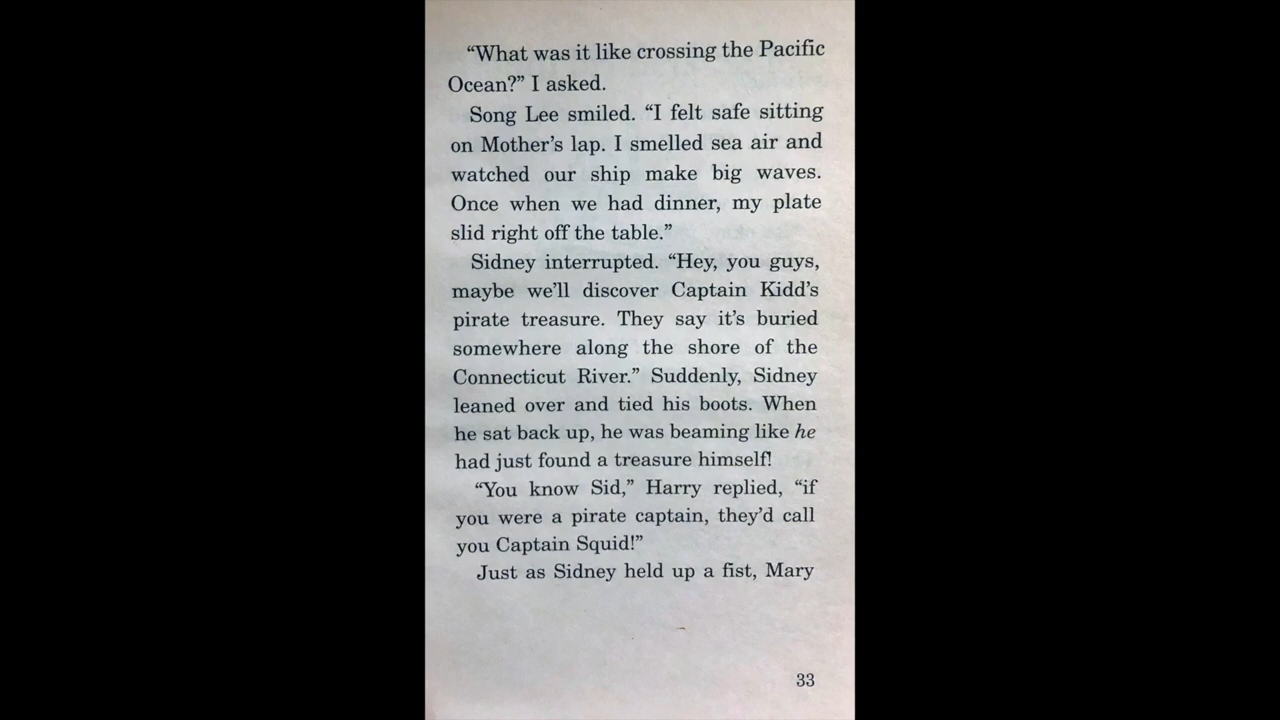 “What was it like crossing the Pacific
Ocean?” I asked.
Song Lee smiled. “I felt safe sitting
on Mother’s lap. I smelled sea air and
watched our ship make big waves.
Once when we had dinner, my plate
slid right off the table.”
Sidney interrupted. “Hey, you guys,
maybe we’ll discover Captain Kidd’s
pirate treasure. They say it’s buried
somewhere along the shore of the
Connecticut River.” Suddenly, Sidney
leaned over and tied his boots. When
he sat back up, he was beaming like he
had just found a treasure himself!
“You know Sid,” Harry replied, “if
you were a pirate captain, they’d call
you Captain Squid!”
Just as Sidney held up a fist, Mary
33